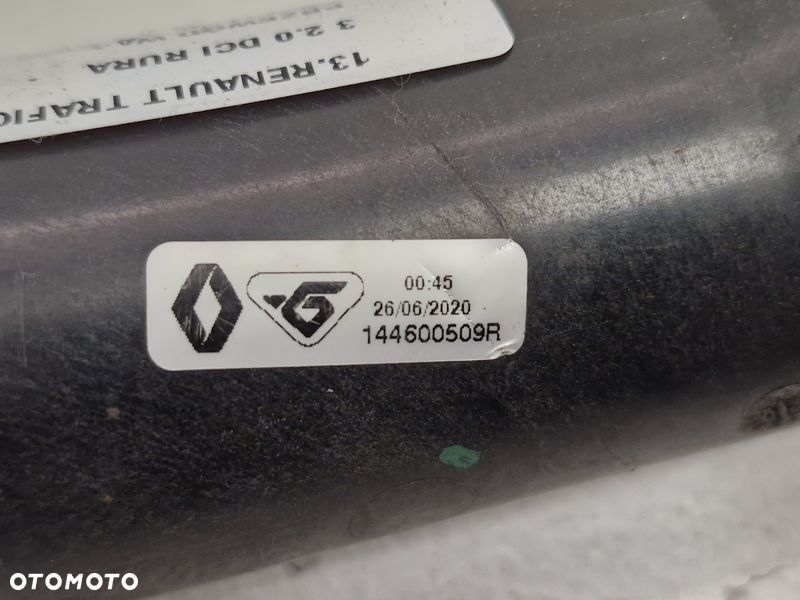 13.RENAULT TRAFIC
3 2.0 DCI RURA
00:45
26/06/2020
144600509R
OTOMOTO